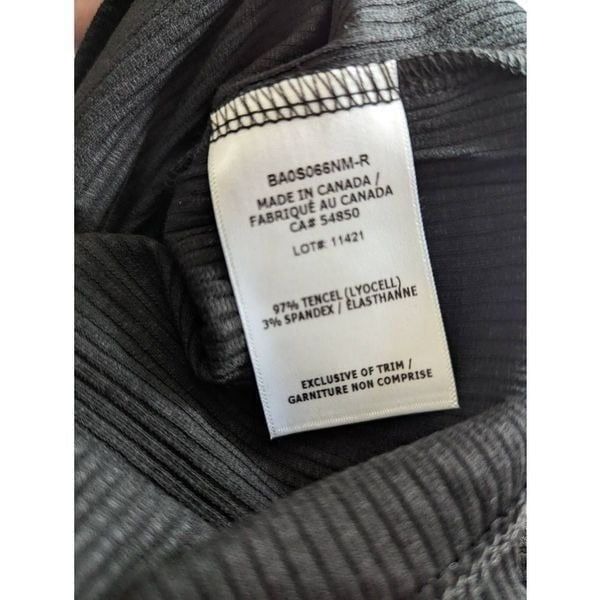 BA0S066NM-R
MADE IN CANADA /
FABRIQUÉ AU CANADA
CA# 54850
LOT#: 11421
97% TENCEL (LYOCELL)
3% SPANDEX / ÉLASTHANNE
EXCLUSIVE OF TRIM /
GARNITURE NON COMPRISE